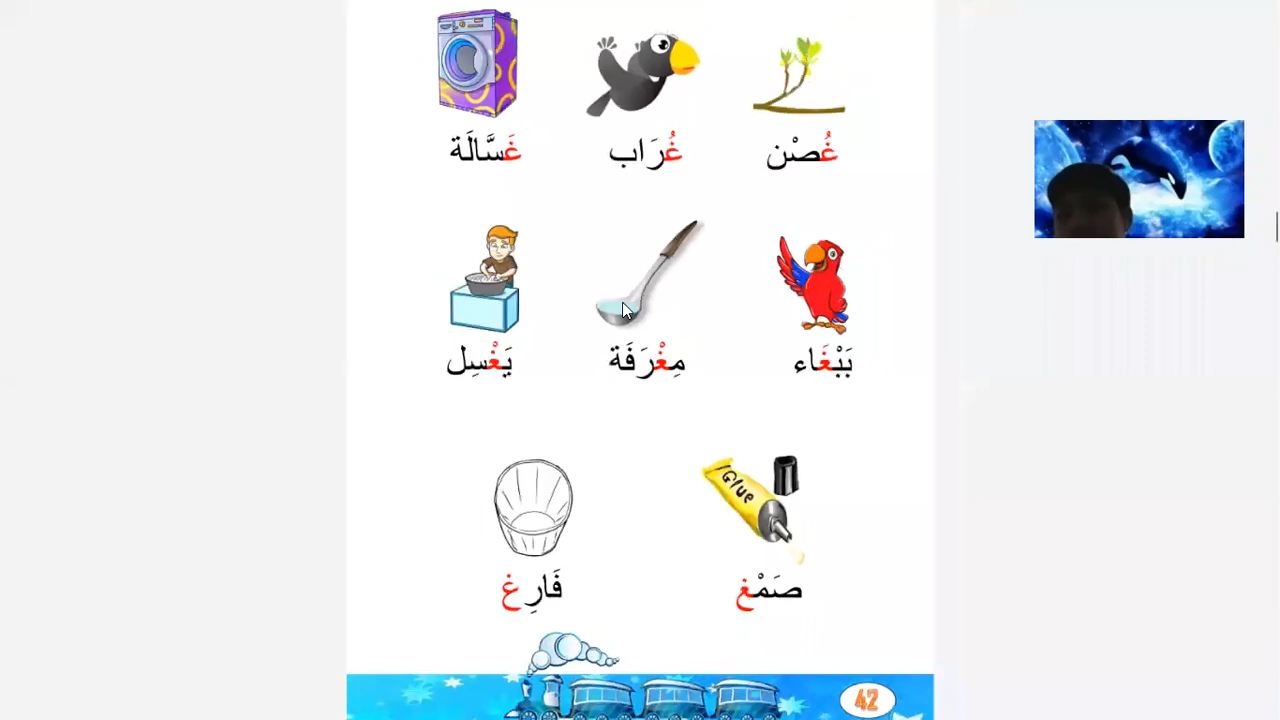 غُصْن غُرَاب غَسَّالَة
بَبْغَاء مِغْرَفَة يَغْسِل
Glue
صَمْغ فَارِغ
42